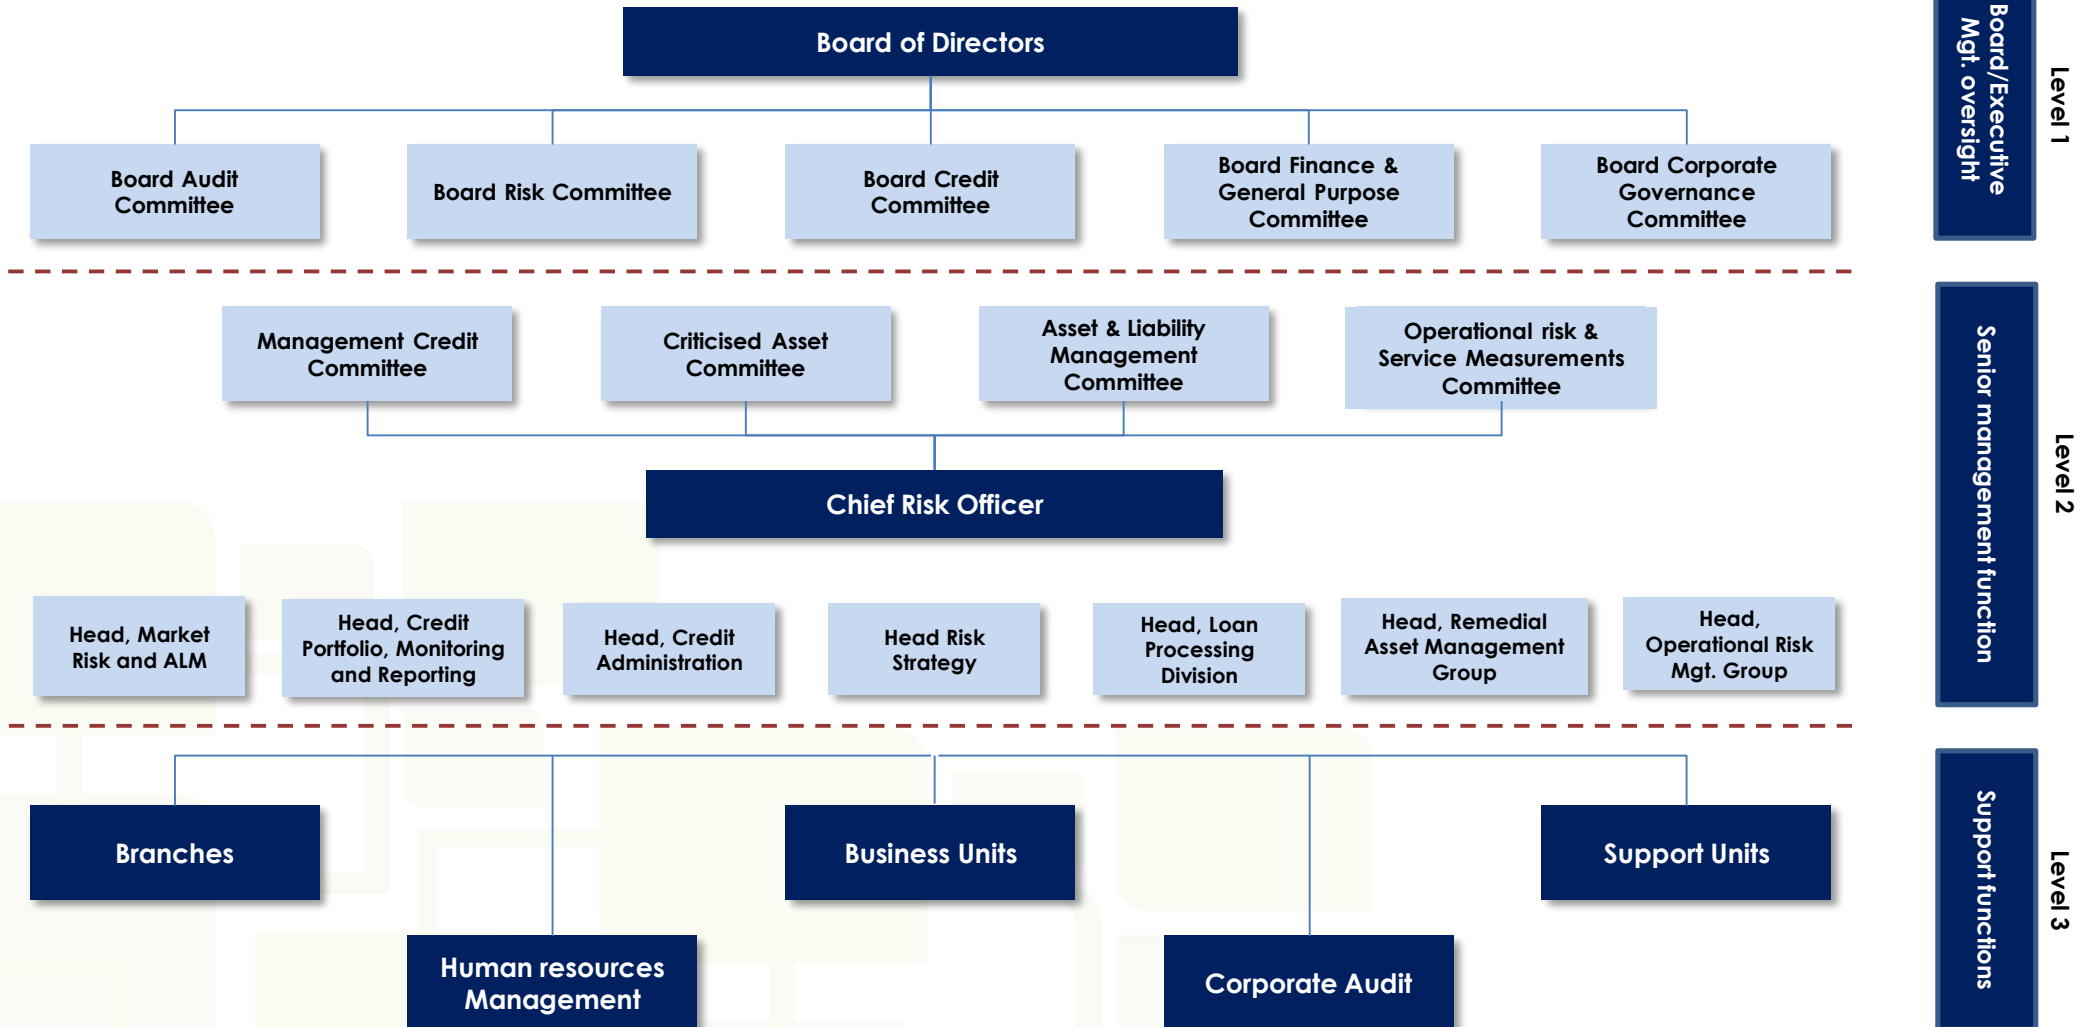 Board of Directors
Board Audit
Committee
Board Risk Committee
Board Credit
Committee
Board Finance &
General Purpose
Committee
Board Corporate
Governance
Committee
Board/Executive
Mgt. oversight
Level 1
Management Credit
Committee
Criticised Asset
Committee
Asset & Liability
Management
Committee
Operational risk &
Service Measurements
Committee
Chief Risk Officer
Head, Market
Risk and ALM
Head, Credit
Portfolio, Monitoring
and Reporting
Head, Credit
Administration
Head Risk
Strategy
Head, Loan
Processing
Division
Head, Remedial
Asset Management
Group
Head,
Operational Risk
Mgt. Group
Senior management function
Level 2
Branches
Human resources
Management
Business Units
Corporate Audit
Support Units
Support functions
Level 3